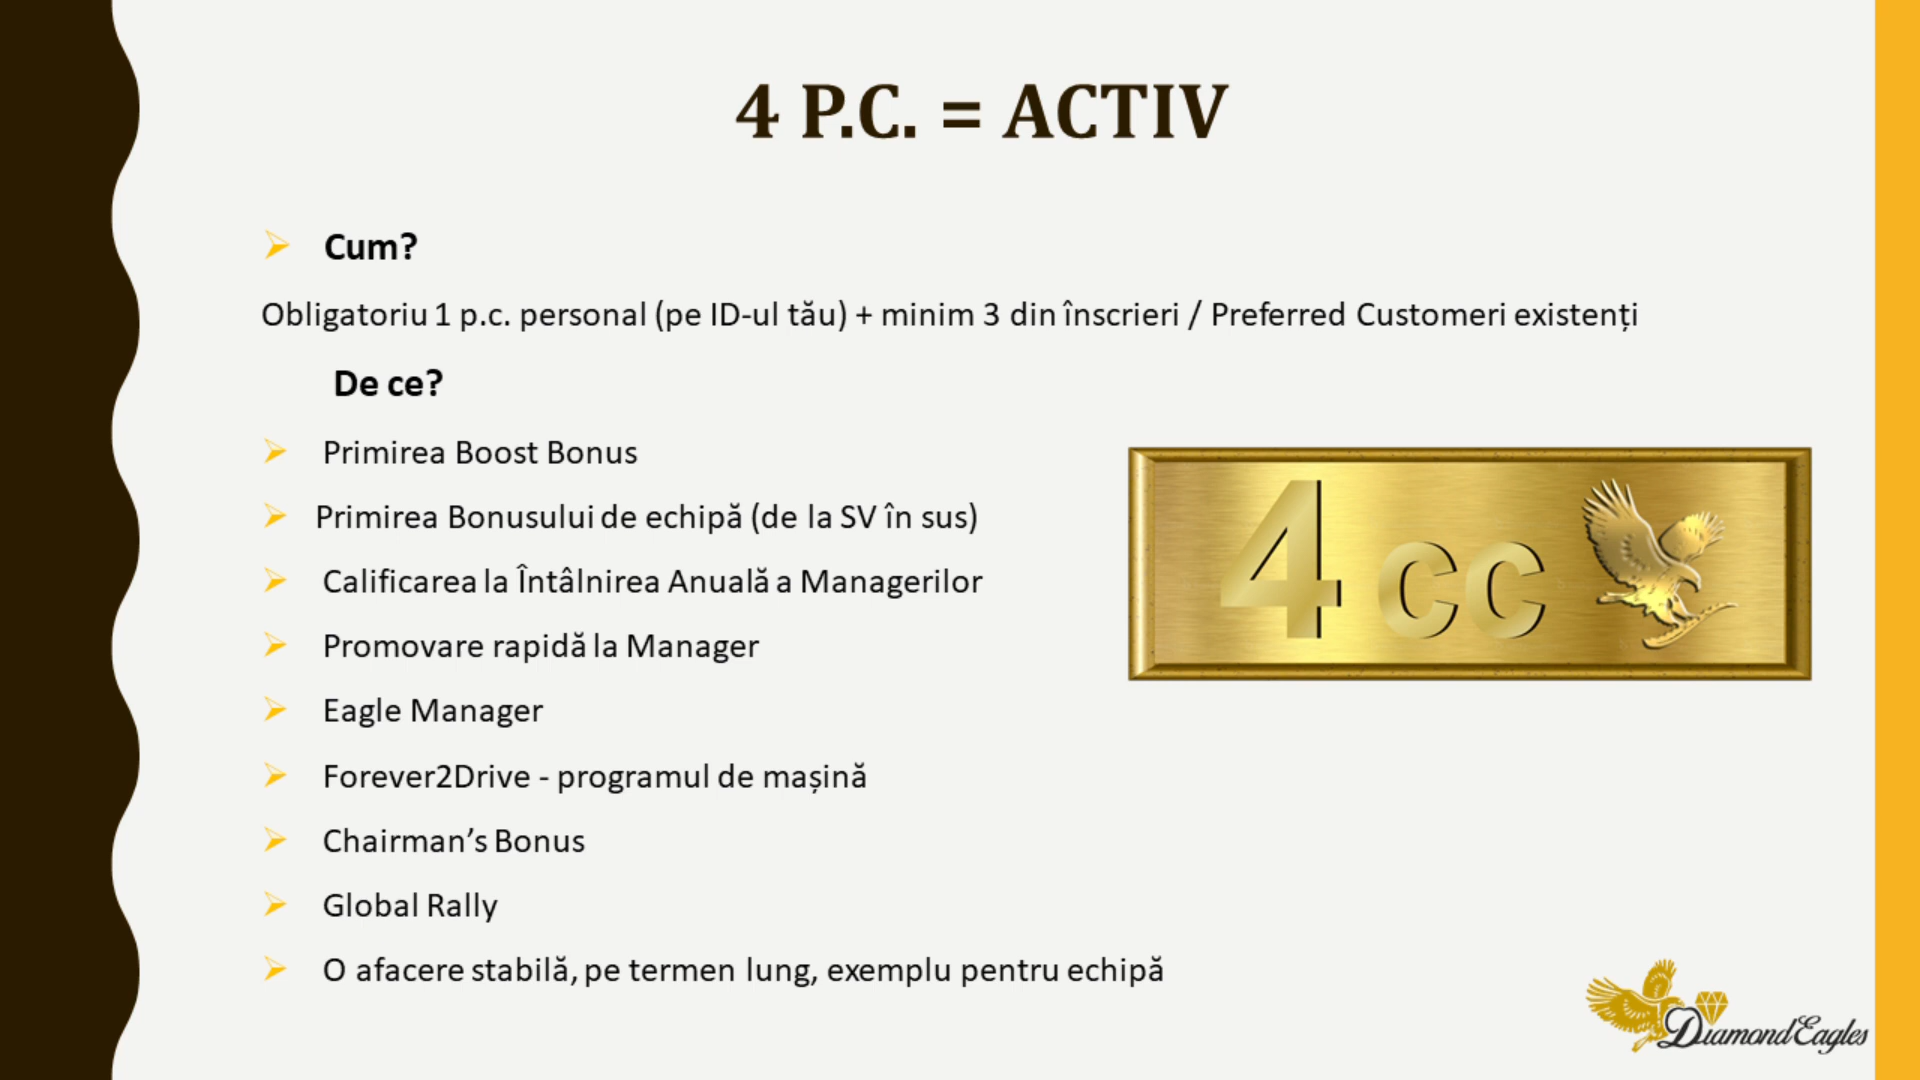 4 P.C. = ACTIV
Cum?
Obligatoriu 1 p.c. personal (pe ID-ul tău) + minim 3 din înscrieri / Preferred Customeri existenți
De ce?
Primirea Boost Bonus
Primirea Bonusului de echipă (de la SV în sus)
Calificarea la Întâlnirea Anuală a Managerilor
Promovare rapidă la Manager
Eagle Manager
Forever2Drive - programul de mașină
Chairman’s Bonus
Global Rally
O afacere stabilă, pe termen lung, exemplu pentru echipă
4 cc
DiamondEagles